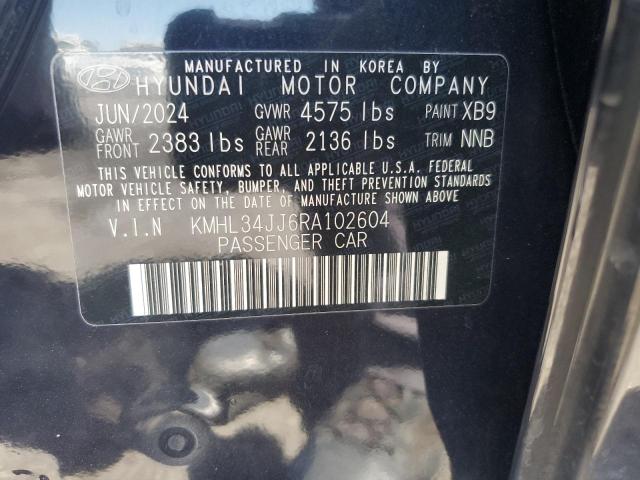 MANUFACTURED IN KOREA BY
HYUNDAI MOTOR COMPANY
JUN/2024 GVWR 4575 lbs PAINT XB9
GAWR FRONT 2383 lbs GAWR REAR 2136 lbs TRIM NNB
THIS VEHICLE CONFORMS TO ALL APPLICABLE U.S.A. FEDERAL
MOTOR VEHICLE SAFETY, BUMPER, AND THEFT PREVENTION STANDARDS
IN EFFECT ON THE DATE OF MANUFACTURE SHOWN ABOVE
V.I.N KMHL34JJ6RA102604
PASSENGER CAR